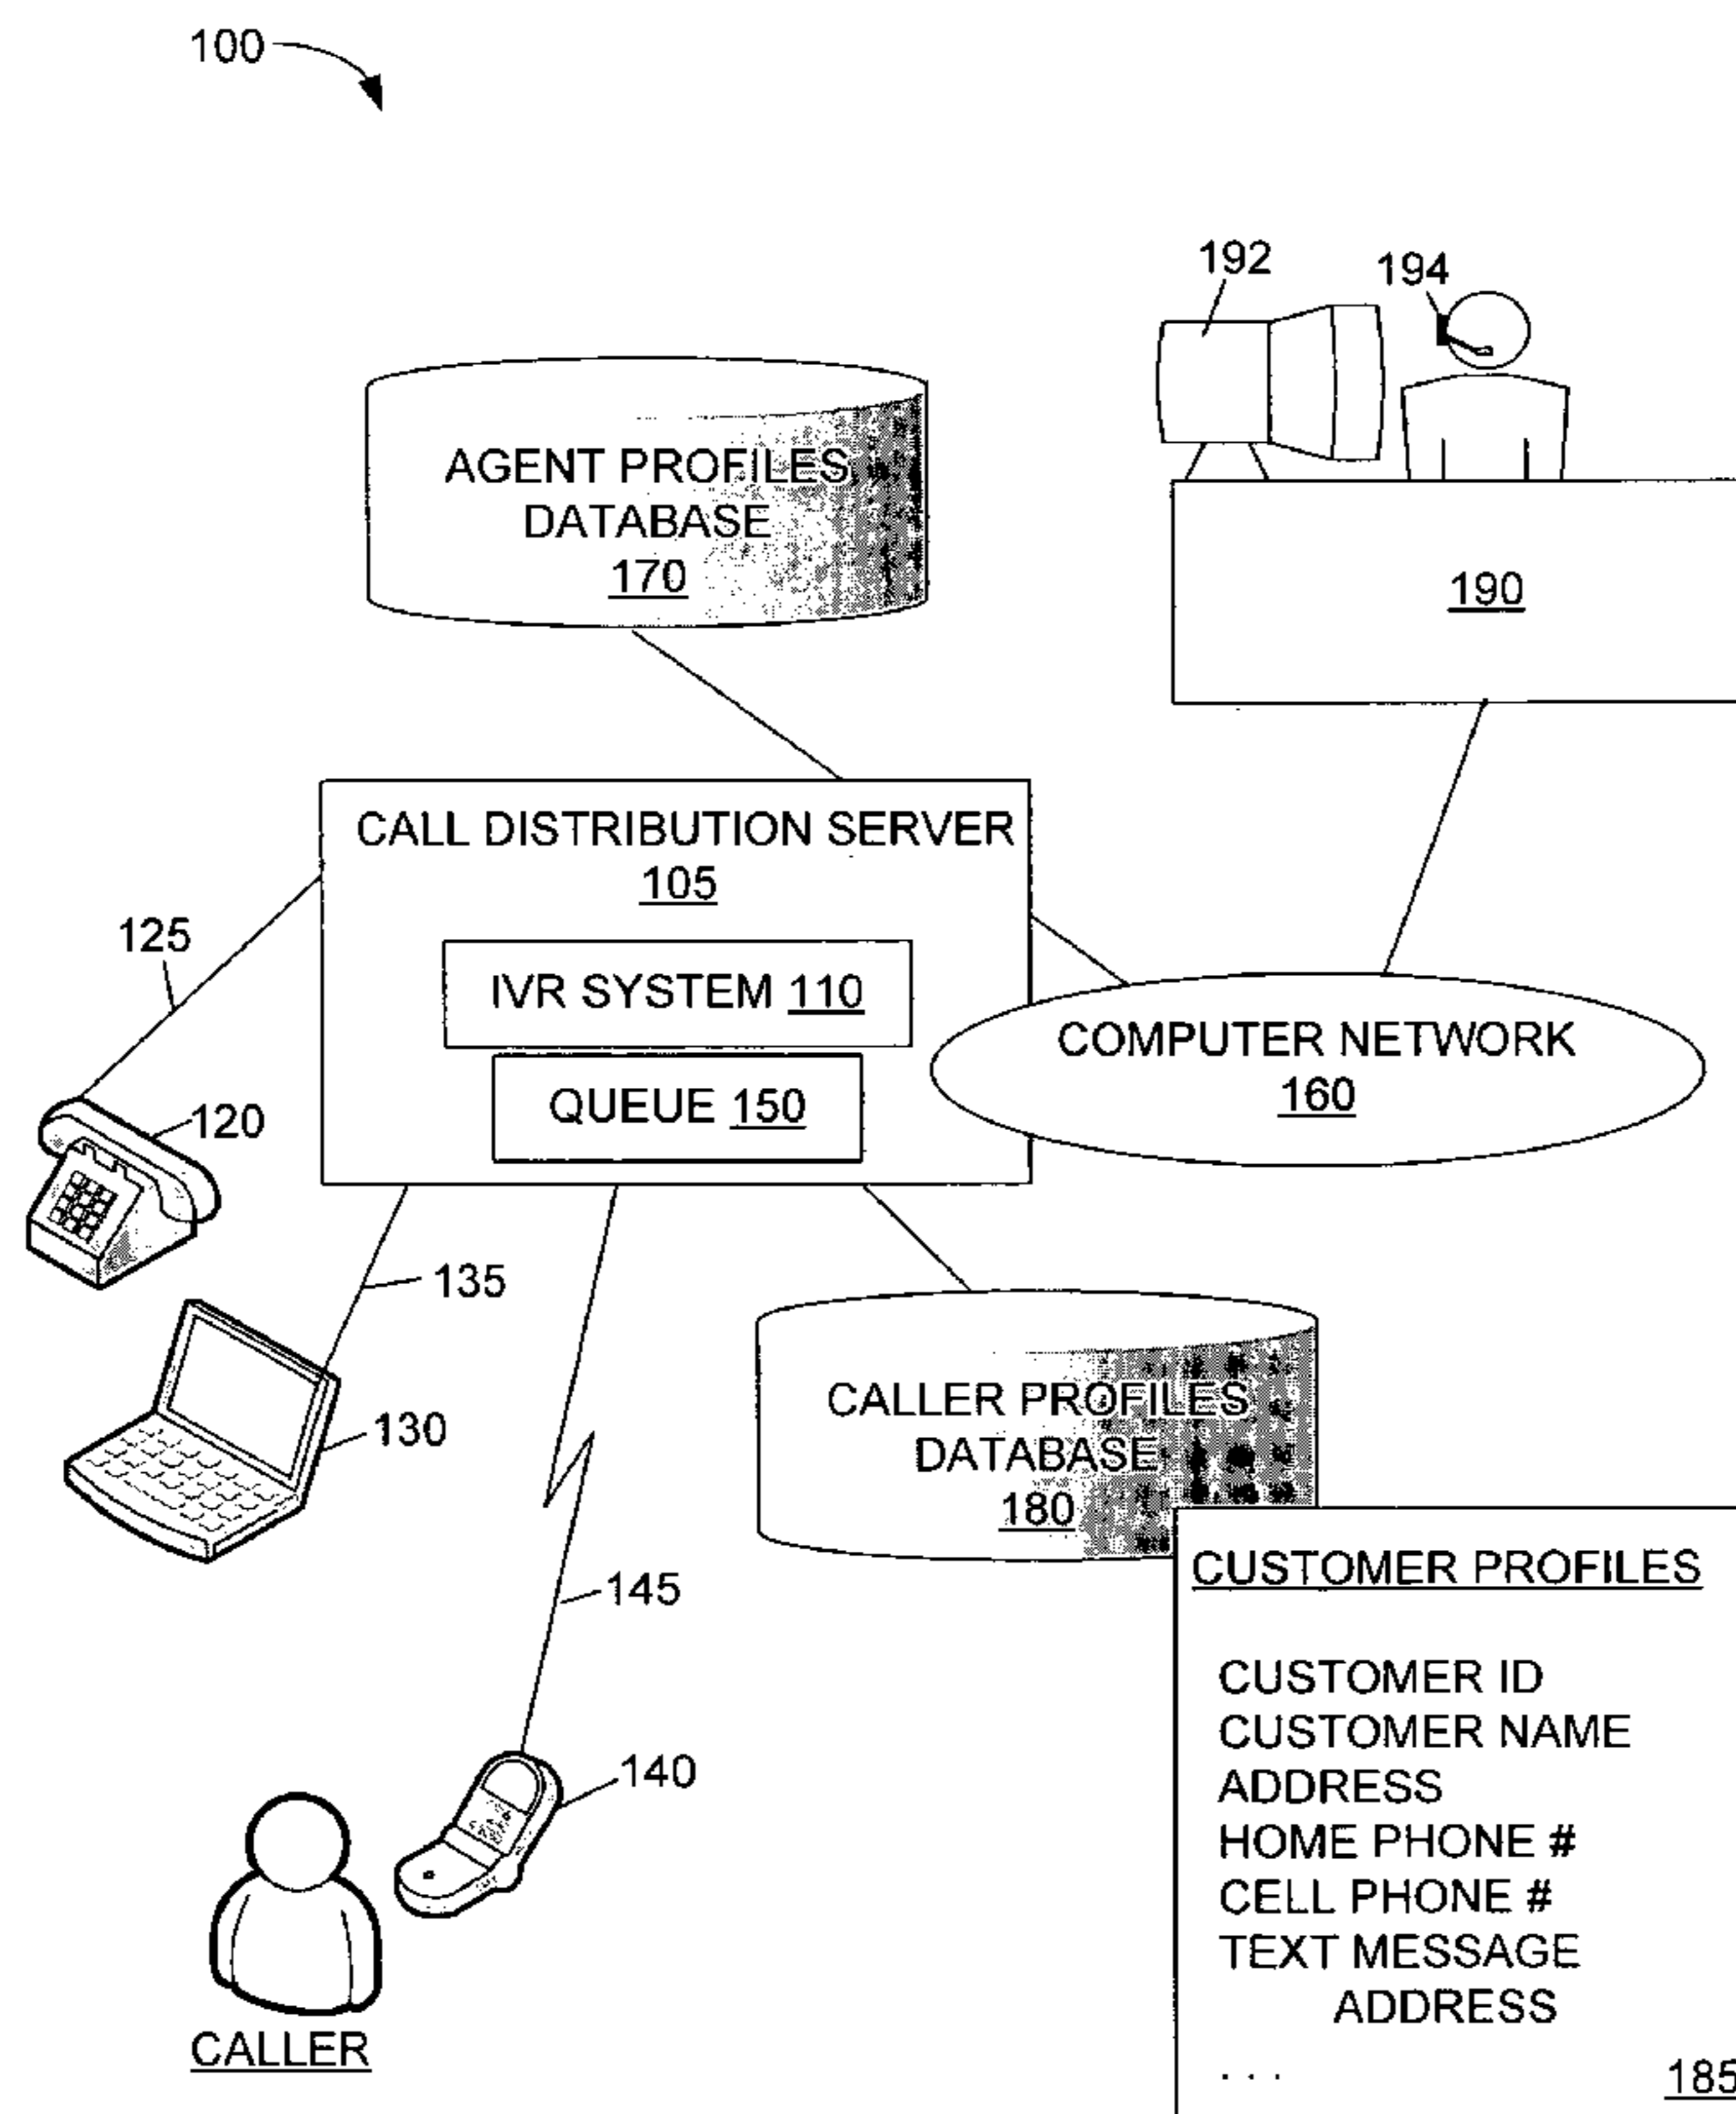 100
192
194
AGENT PROFILES
DATABASE
170
190
CALL DISTRIBUTION SERVER
105
125
IVR SYSTEM 110
QUEUE 150
COMPUTER NETWORK
160
120
135
130
CALLER PROFILES
DATABASE
180
145
140
CALLER
CUSTOMER PROFILES
CUSTOMER ID
CUSTOMER NAME
ADDRESS
HOME PHONE #
CELL PHONE #
TEXT MESSAGE
ADDRESS
. . .
185